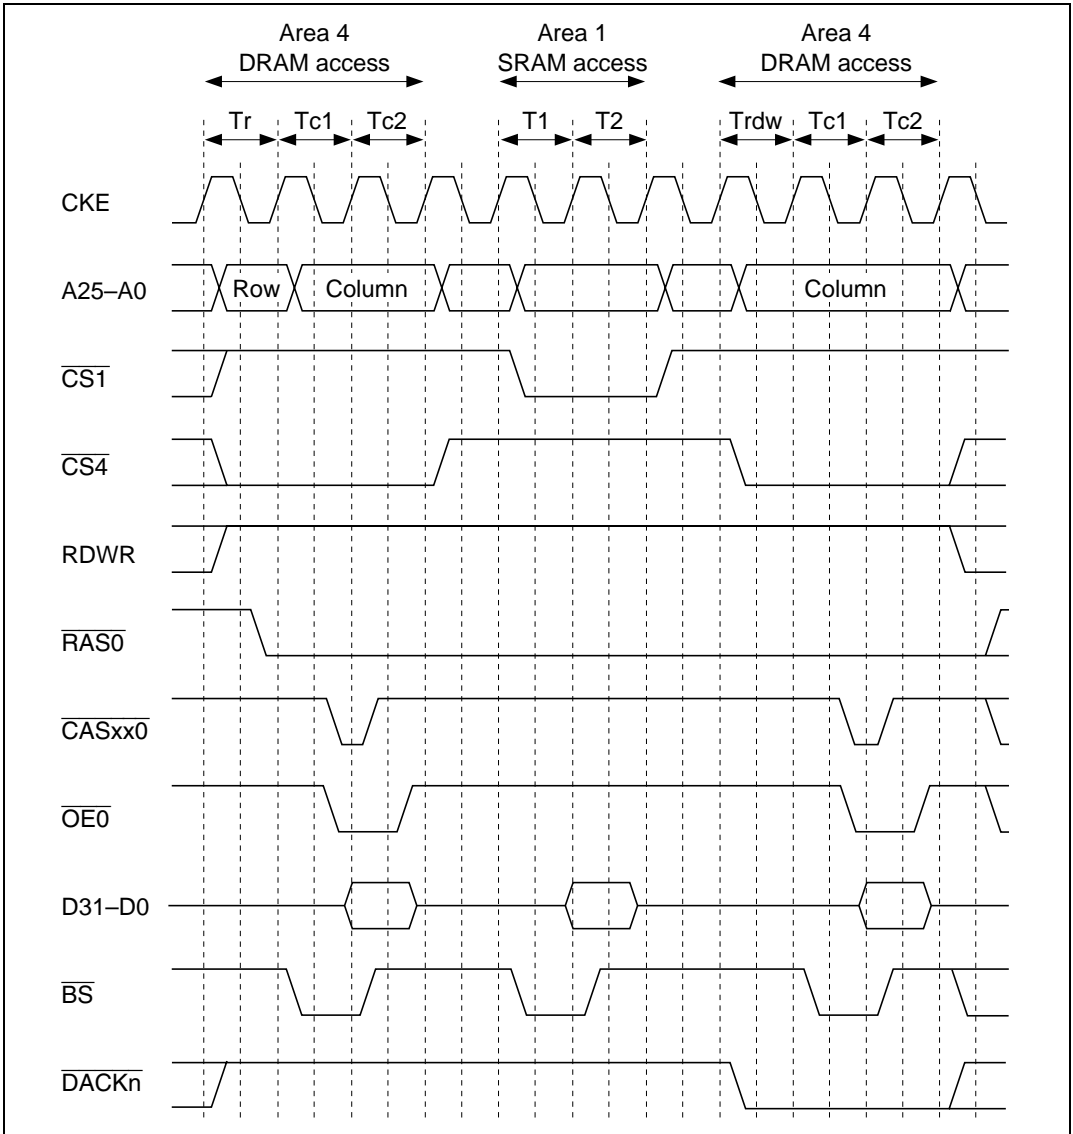 Area 4
DRAM access
Area 1
SRAM access
Area 4
DRAM access
Tr Tc1 Tc2 T1 T2 Trdw Tc1 Tc2
CKE
A25–A0 Row Column Column
CS1
CS4
RDWR
RAS0
CASxx0
OE0
D31–D0
BS
DACKn